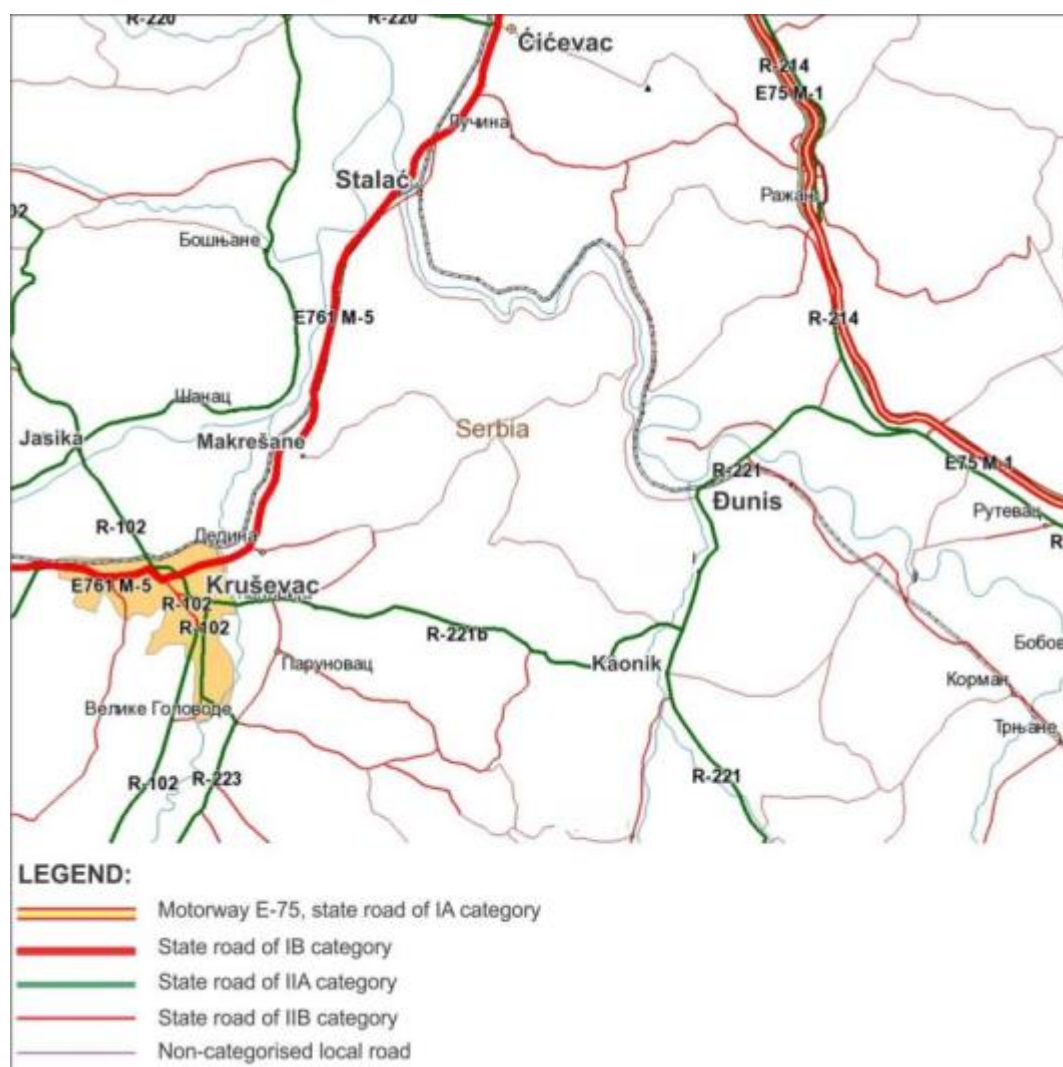 R-220
R-220
Ćićevac
R-214
E75 M-1
Лучина
Stalać
Ражањ
Бошњане
E761 M-5
R-214
Шанац
Jasika
Makrešane
Serbia
R-221
E75 M-1
Đunis
Рутевац
R-102
Дедина
E761 M-5
Kruševac
R-102
R-102
R-221b
Паруновац
Kaonik
Бобов
Корман
Велике Головоде
Трњане
R-102
R-223
R-221
LEGEND:
Motorway E-75, state road of IA category
State road of IB category
State road of IIA category
State road of IIB category
Non-categorised local road